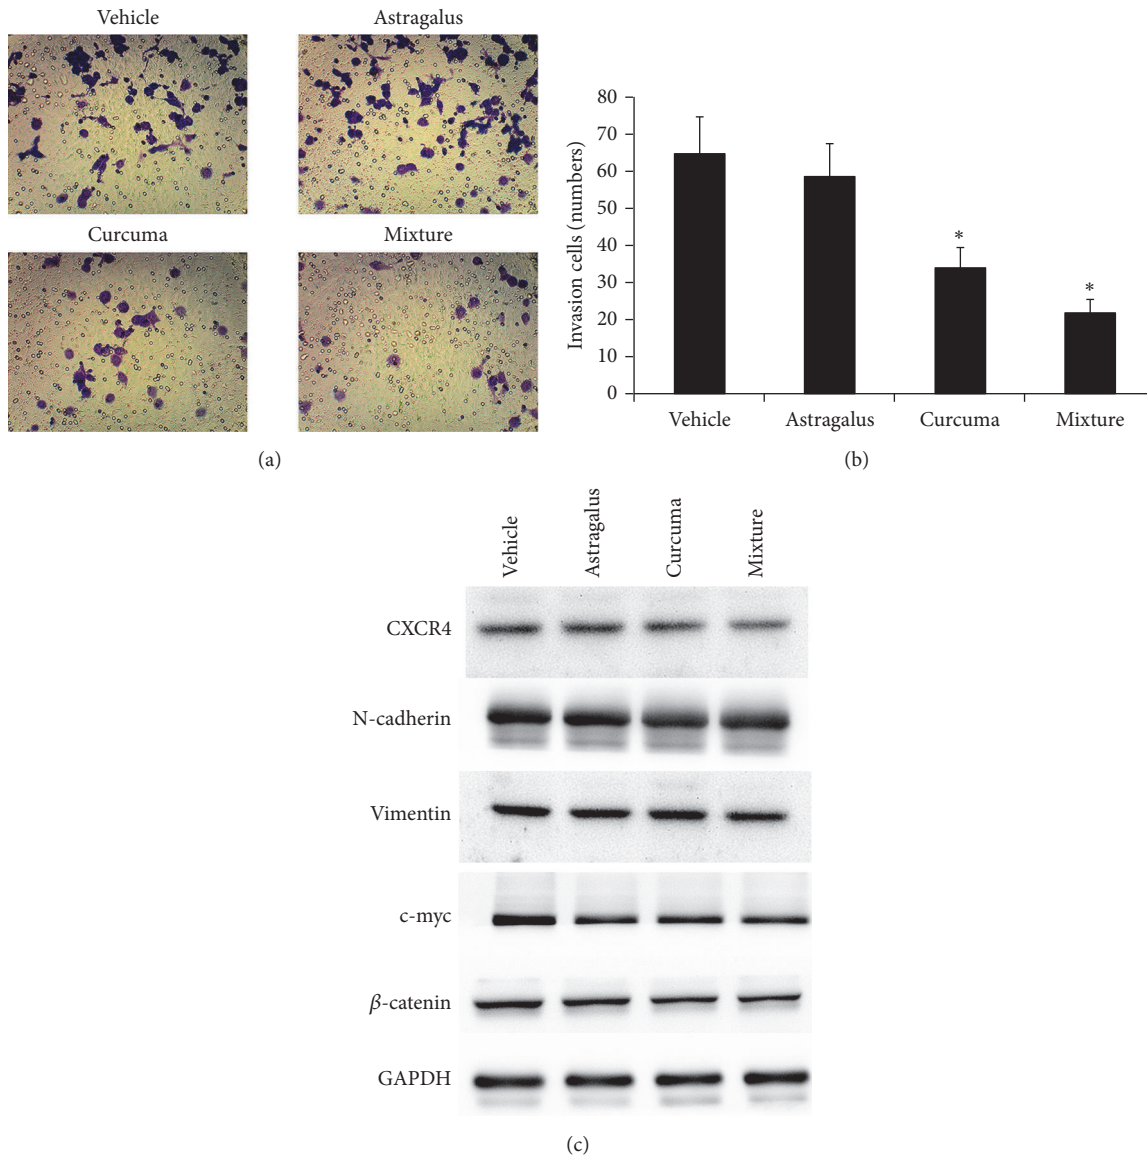 Vehicle
Astragalus
Curcuma
Mixture
(a)
Invasion cells (numbers)
80
70
60
50
40
30
20
10
0
*
*
Vehicle
Astragalus
Curcuma
Mixture
(b)
Vehicle
Astragalus
Curcuma
Mixture
CXCR4
N-cadherin
Vimentin
c-myc
β-catenin
GAPDH
(c)